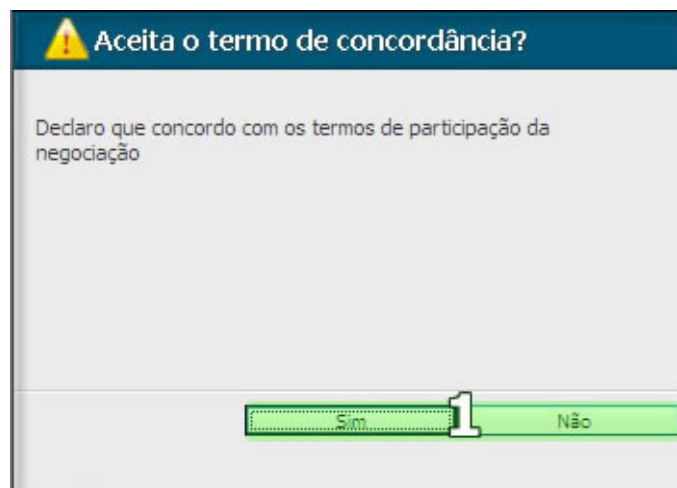 Aceita o termo de concordância?
Declaro que concordo com os termos de participação da
negociação
Sim 1 Não